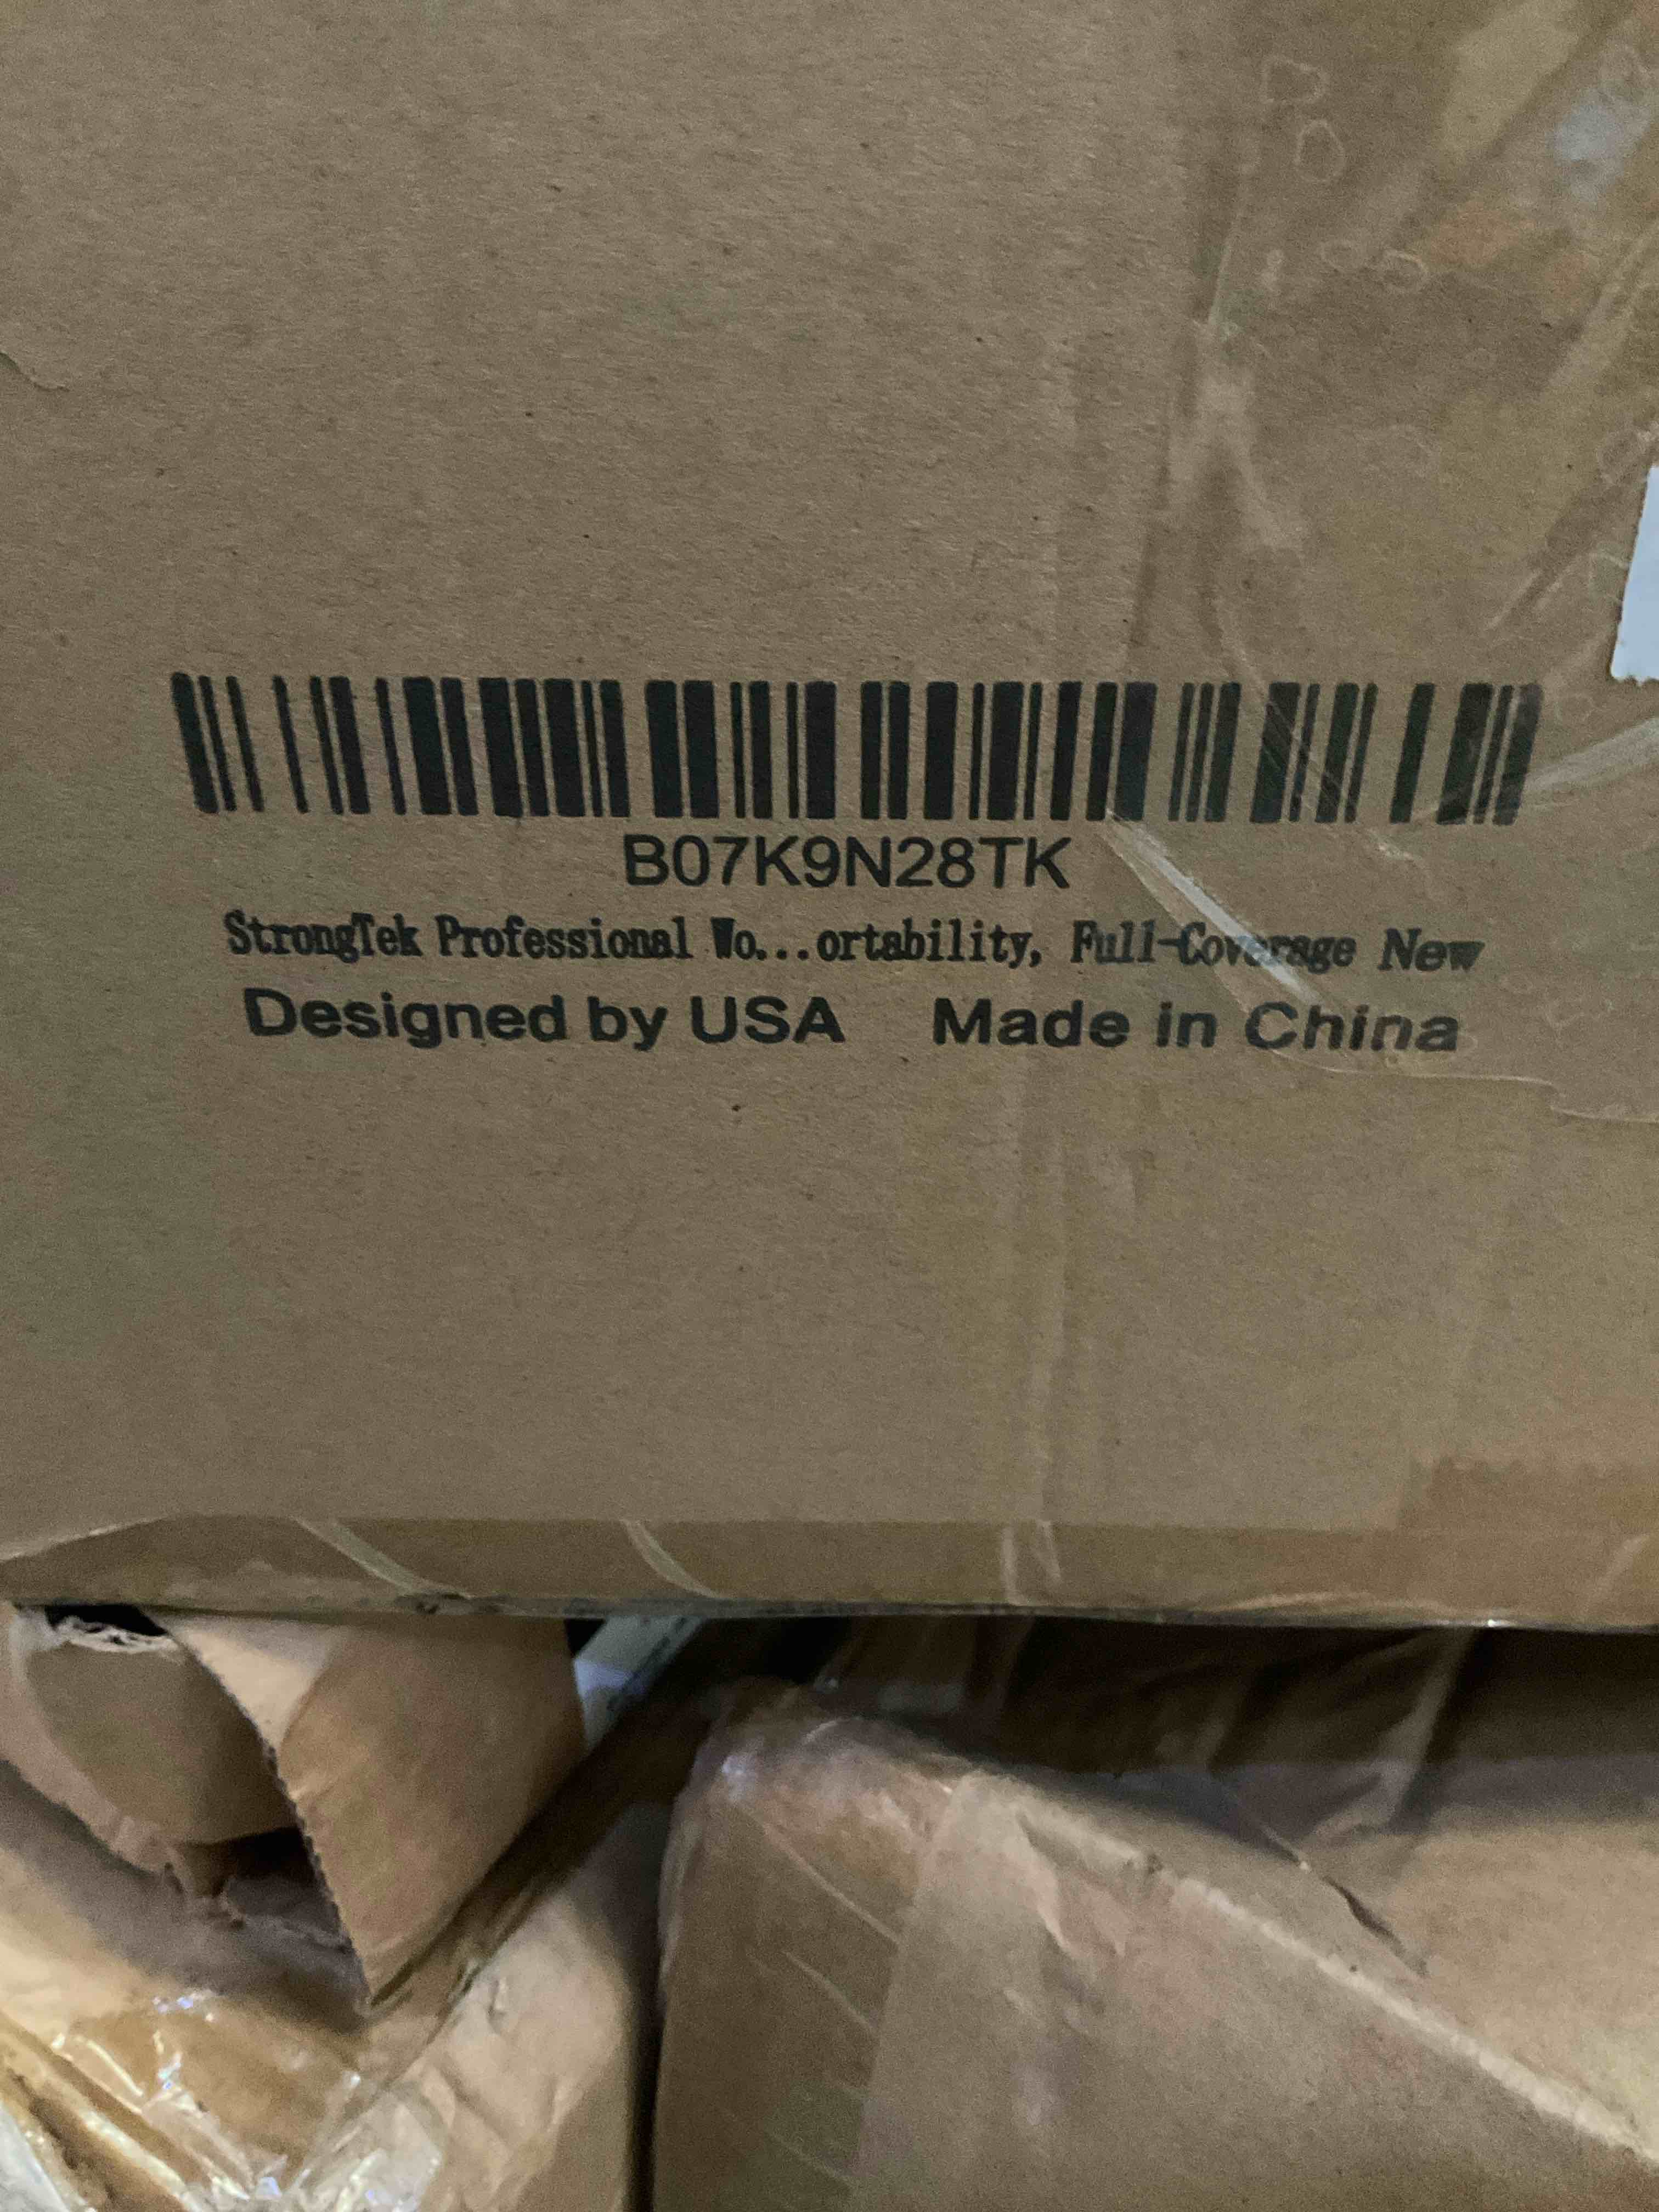 B07K9N28TK
StrongTek Professional Wo...ortability, Full-Coverage New
Designed by USA Made in China